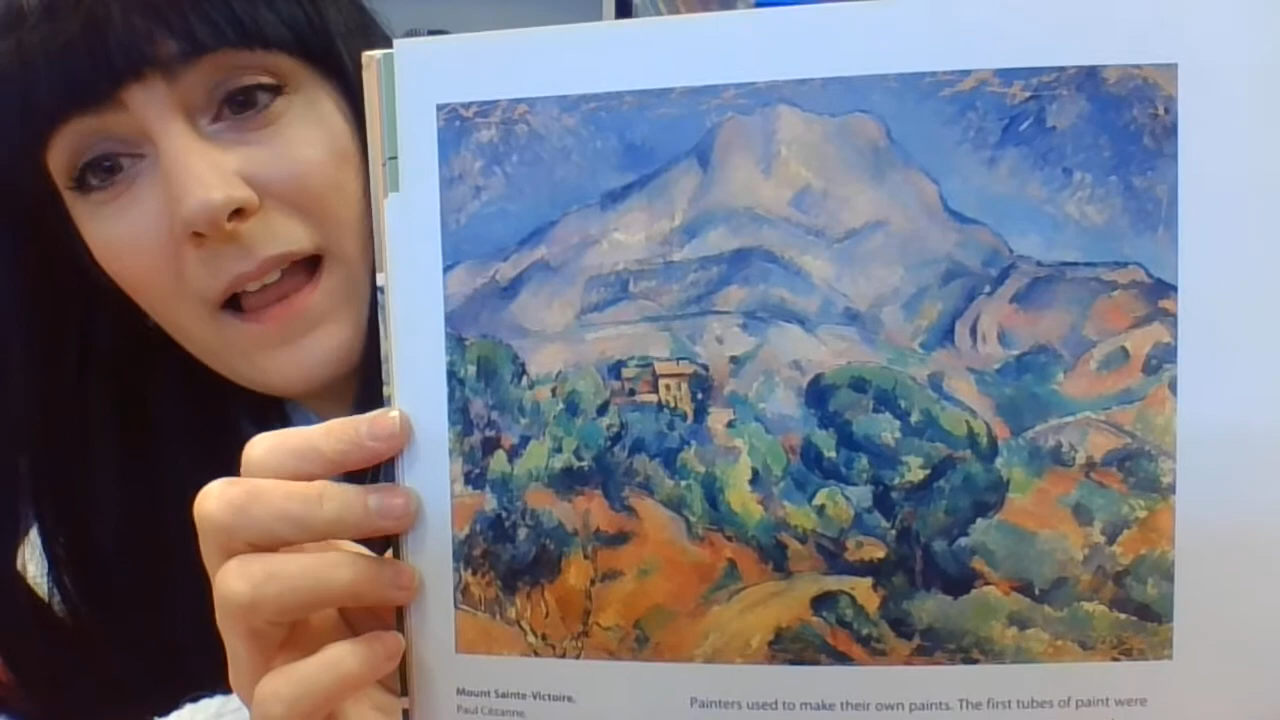 Mount Sainte-Victoire,
Paul Cézanne,
Painters used to make their own paints. The first tubes of paint were